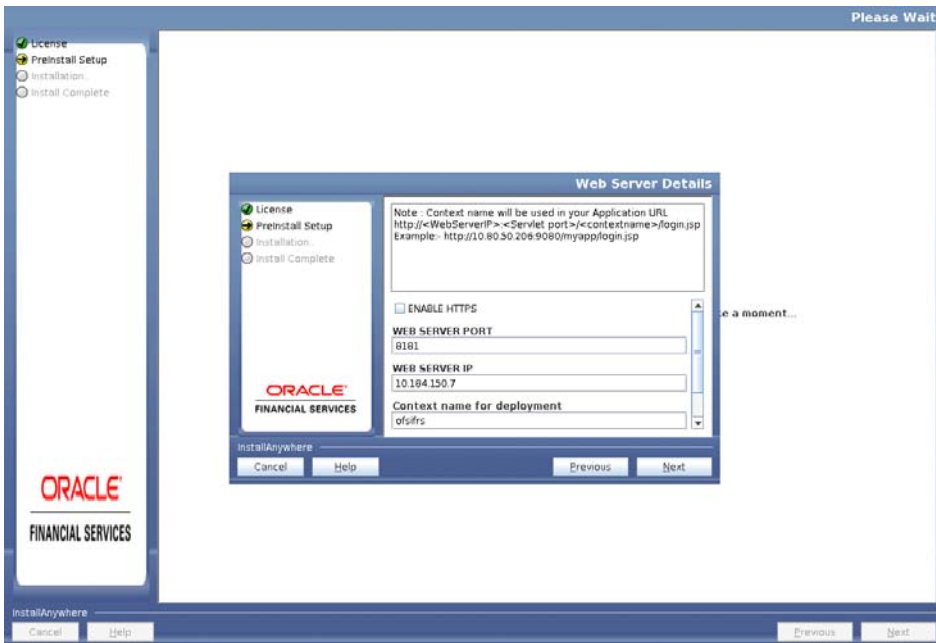 Please Wait
License
Preinstall Setup
Installation..
Install Complete
Web Server Details
License
Preinstall Setup
Installation..
Install Complete
Note : Context name will be used in your Application URL
http://<WebServerIP>:<Servlet port>/<contextname>/login.jsp
Example:- http://10.80.50.206:9080/myapp/login.jsp
ENABLE HTTPS
WEB SERVER PORT
8181
WEB SERVER IP
10.184.150.7
Context name for deployment
ofsifrs
ORACLE
FINANCIAL SERVICES
InstallAnywhere
Cancel
Help
Previous
Next
e a moment...
ORACLE
FINANCIAL SERVICES
InstallAnywhere
Cancel
Help
Previous
Next